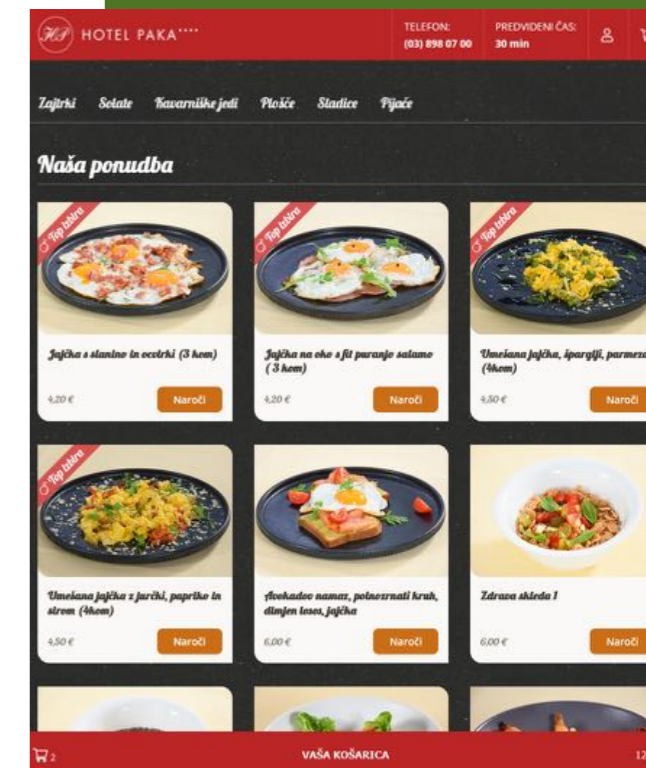 HP HOTEL PAKA****
TELEFON:
(03) 898 07 00
PREDVIDENI ČAS:
30 min
Zajtrki Solate Kavarniške jedi Plošče Sladice Pijače
Naša ponudba
Top izbira
Top izbira
Top izbira
Jajčka s slanino in ocvirki (3 kom)
4,20 €
Naroči
Jajčka na oko s fit puranjo salamo
( 3 kom)
4,20 €
Naroči
Umešana jajčka, šparglji, parmeza
(4kom)
4,50 €
Naroči
Top izbira
Umešana jajčka z jurčki, papriko in
sirom (4kom)
4,50 €
Naroči
Avokadov namaz, polnozrnati kruh,
dimljen losos, jajčka
6,00 €
Naroči
Zdrava skleda 1
6,00 €
Naroči
2
VAŠA KOŠARICA
12